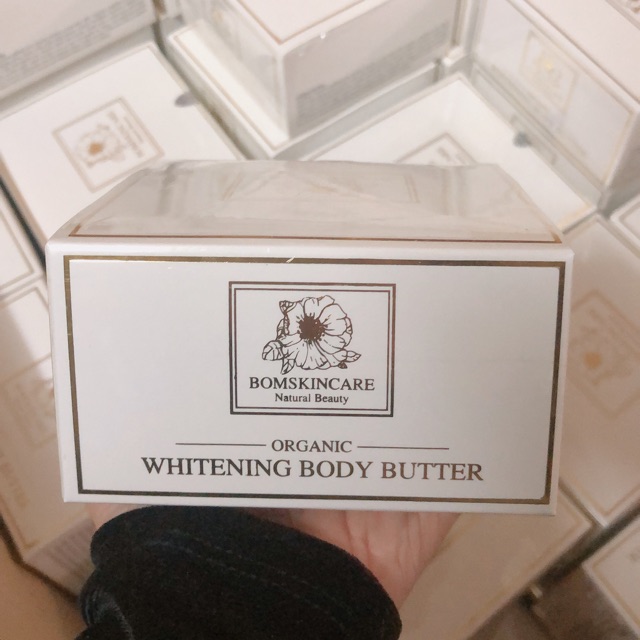 BOMSKINCARE
Natural Beauty
ORGANIC
WHITENING BODY BUTTER